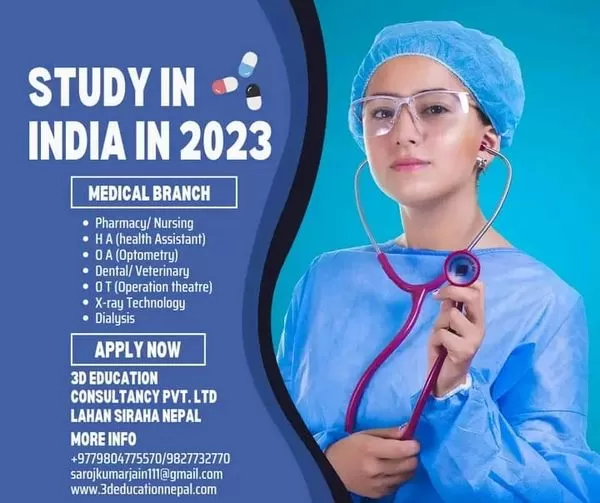 STUDY IN
INDIA IN 2023
MEDICAL BRANCH
• Pharmacy/ Nursing
• H A (health Assistant)
• O A (Optometry)
• Dental/ Veterinary
• O T (Operation theatre)
• X-ray Technology
• Dialysis
APPLY NOW
3D EDUCATION
CONSULTANCY PVT. LTD
LAHAN SIRAHA NEPAL
MORE INFO
+9779804775570/9827732770
sarojkumarjain111@gmail.com
www.3deducationnepal.com